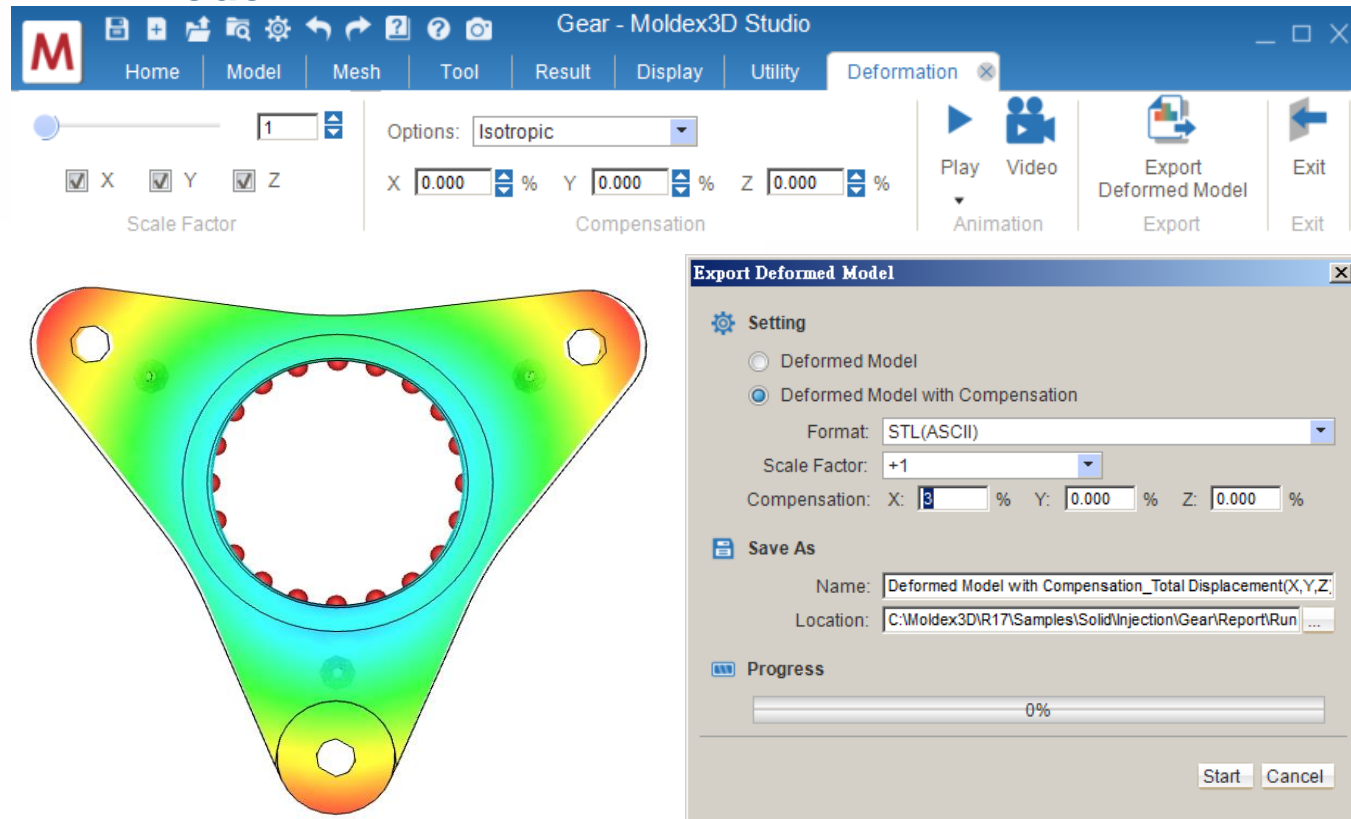 M
Gear - Moldex3D Studio
Home Model Mesh Tool Result Display Utility Deformation
1
Options: Isotropic
X Y Z
X 0.000 % Y 0.000 % Z 0.000 %
Play Video
Export
Deformed Model
Exit
Scale Factor Compensation Animation Export Exit
Export Deformed Model
Setting
Deformed Model
Deformed Model with Compensation
Format: STL(ASCII)
Scale Factor: +1
Compensation: X: 3 % Y: 0.000 % Z: 0.000 %
Save As
Name: Deformed Model with Compensation_Total Displacement(X,Y,Z
Location: C:\Moldex3D\R17\Samples\Solid\Injection\Gear\Report\Run ...
Progress
0%
Start Cancel